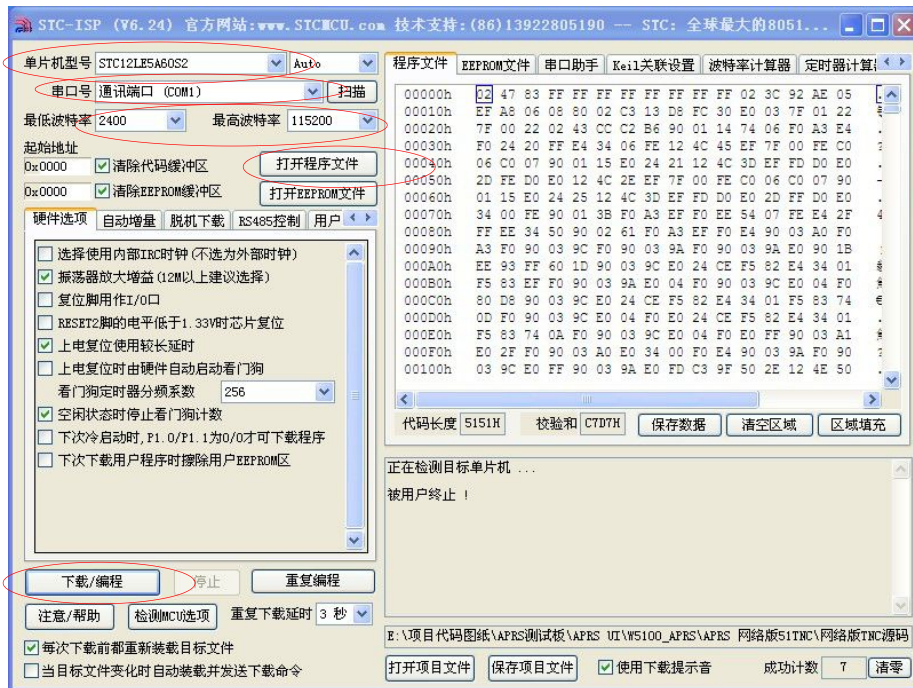 STC-ISP (V6.24) 官方网站:www.STCMCU.com 技术支持:(86)13922805190 -- STC: 全球最大的8051...
单片机型号 STC12LE5A60S2 Auto
串口号 通讯端口 (COM1) 扫描
最低波特率 2400 最高波特率 115200
起始地址
0x0000 清除代码缓冲区 打开程序文件
0x0000 清除EEPROM缓冲区 打开EEPROM文件
硬件选项 自动增量 脱机下载 RS485控制 用户
选择使用内部IRC时钟(不选为外部时钟)
振荡器放大增益(12M以上建议选择)
复位脚用作I/O口
RESET2脚的电平低于1.33V时芯片复位
上电复位使用较长延时
上电复位时由硬件自动启动看门狗
看门狗定时器分频系数 256
空闲状态时停止看门狗计数
下次冷启动时,P1.0/P1.1为0/0才可下载程序
下次下载用户程序时擦除用户EEPROM区
下载/编程 停止 重复编程
注意/帮助 检测MCU选项 重复下载延时 3 秒
每次下载前都重新装载目标文件
当目标文件变化时自动装载并发送下载命令
程序文件 EEPROM文件 串口助手 Keil关联设置 波特率计算器 定时器计算
00000h 02 47 83 FF FF FF FF FF FF FF FF 02 3C 92 AE 05
00010h EF A8 06 08 80 02 C3 13 D8 FC 30 E0 03 7F 01 22
00020h 7F 00 22 02 43 CC C2 B6 90 01 14 74 06 F0 A3 E4
00030h F0 24 20 FF E4 34 06 FE 12 4C 45 EF 7F 00 FE C0
00040h 06 C0 07 90 01 15 E0 24 21 12 4C 3D EF FD D0 E0
00050h 2D FE D0 E0 12 4C 2E EF 7F 00 FE C0 06 C0 07 90
00060h 01 15 E0 24 25 12 4C 3D EF FD D0 E0 2D FF D0 E0
00070h 34 00 FE 90 01 3B F0 A3 EF F0 EE 54 07 FE E4 2F
00080h FF EE 34 50 90 02 61 F0 A3 EF F0 E4 90 03 A0 F0
00090h A3 F0 90 03 9C F0 90 03 9A F0 90 03 9A E0 90 1B
000A0h EE 93 FF 60 1D 90 03 9C E0 24 CE F5 82 E4 34 01
000B0h F5 83 EF F0 90 03 9A E0 04 F0 90 03 9C E0 04 F0
000C0h 80 D8 90 03 9C E0 24 CE F5 82 E4 34 01 F5 83 74
000D0h 0D F0 90 03 9C E0 04 F0 E0 24 CE F5 82 E4 34 01
000E0h F5 83 74 0A F0 90 03 9C E0 04 F0 E0 FF 90 03 A1
000F0h E0 2F F0 90 03 A0 E0 34 00 F0 E4 90 03 9A F0 90
00100h 03 9C E0 FF 90 03 9A E0 FD C3 9F 50 2E 12 4E 50
代码长度 5151H 校验和 C7D7H 保存数据 清空区域 区域填充
正在检测目标单片机 ...
被用户终止 !
E:\项目代码图纸\APRS测试板\APRS UI\W5100_APRS\APRS 网络版51TNC\网络版TNC源码
打开项目文件 保存项目文件 使用下载提示音 成功计数 7 清零